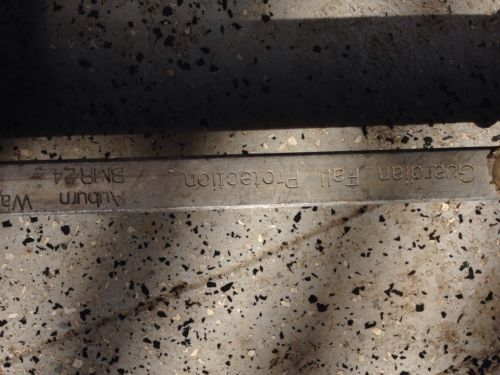 Guardian Fall Protection
Auburn Wa
BMR24